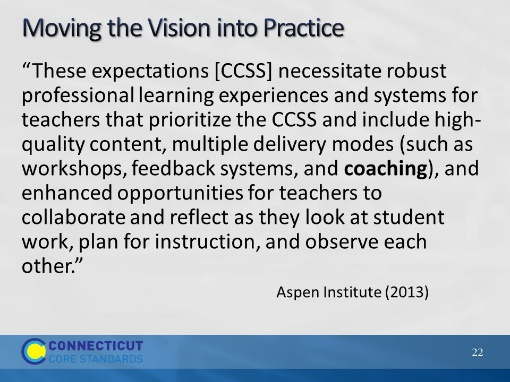 Moving the Vision into Practice
“These expectations [CCSS] necessitate robust
professional learning experiences and systems for
teachers that prioritize the CCSS and include high-
quality content, multiple delivery modes (such as
workshops, feedback systems, and coaching), and
enhanced opportunities for teachers to
collaborate and reflect as they look at student
work, plan for instruction, and observe each
other.”
Aspen Institute (2013)
CONNECTICUT
CORE STANDARDS
22